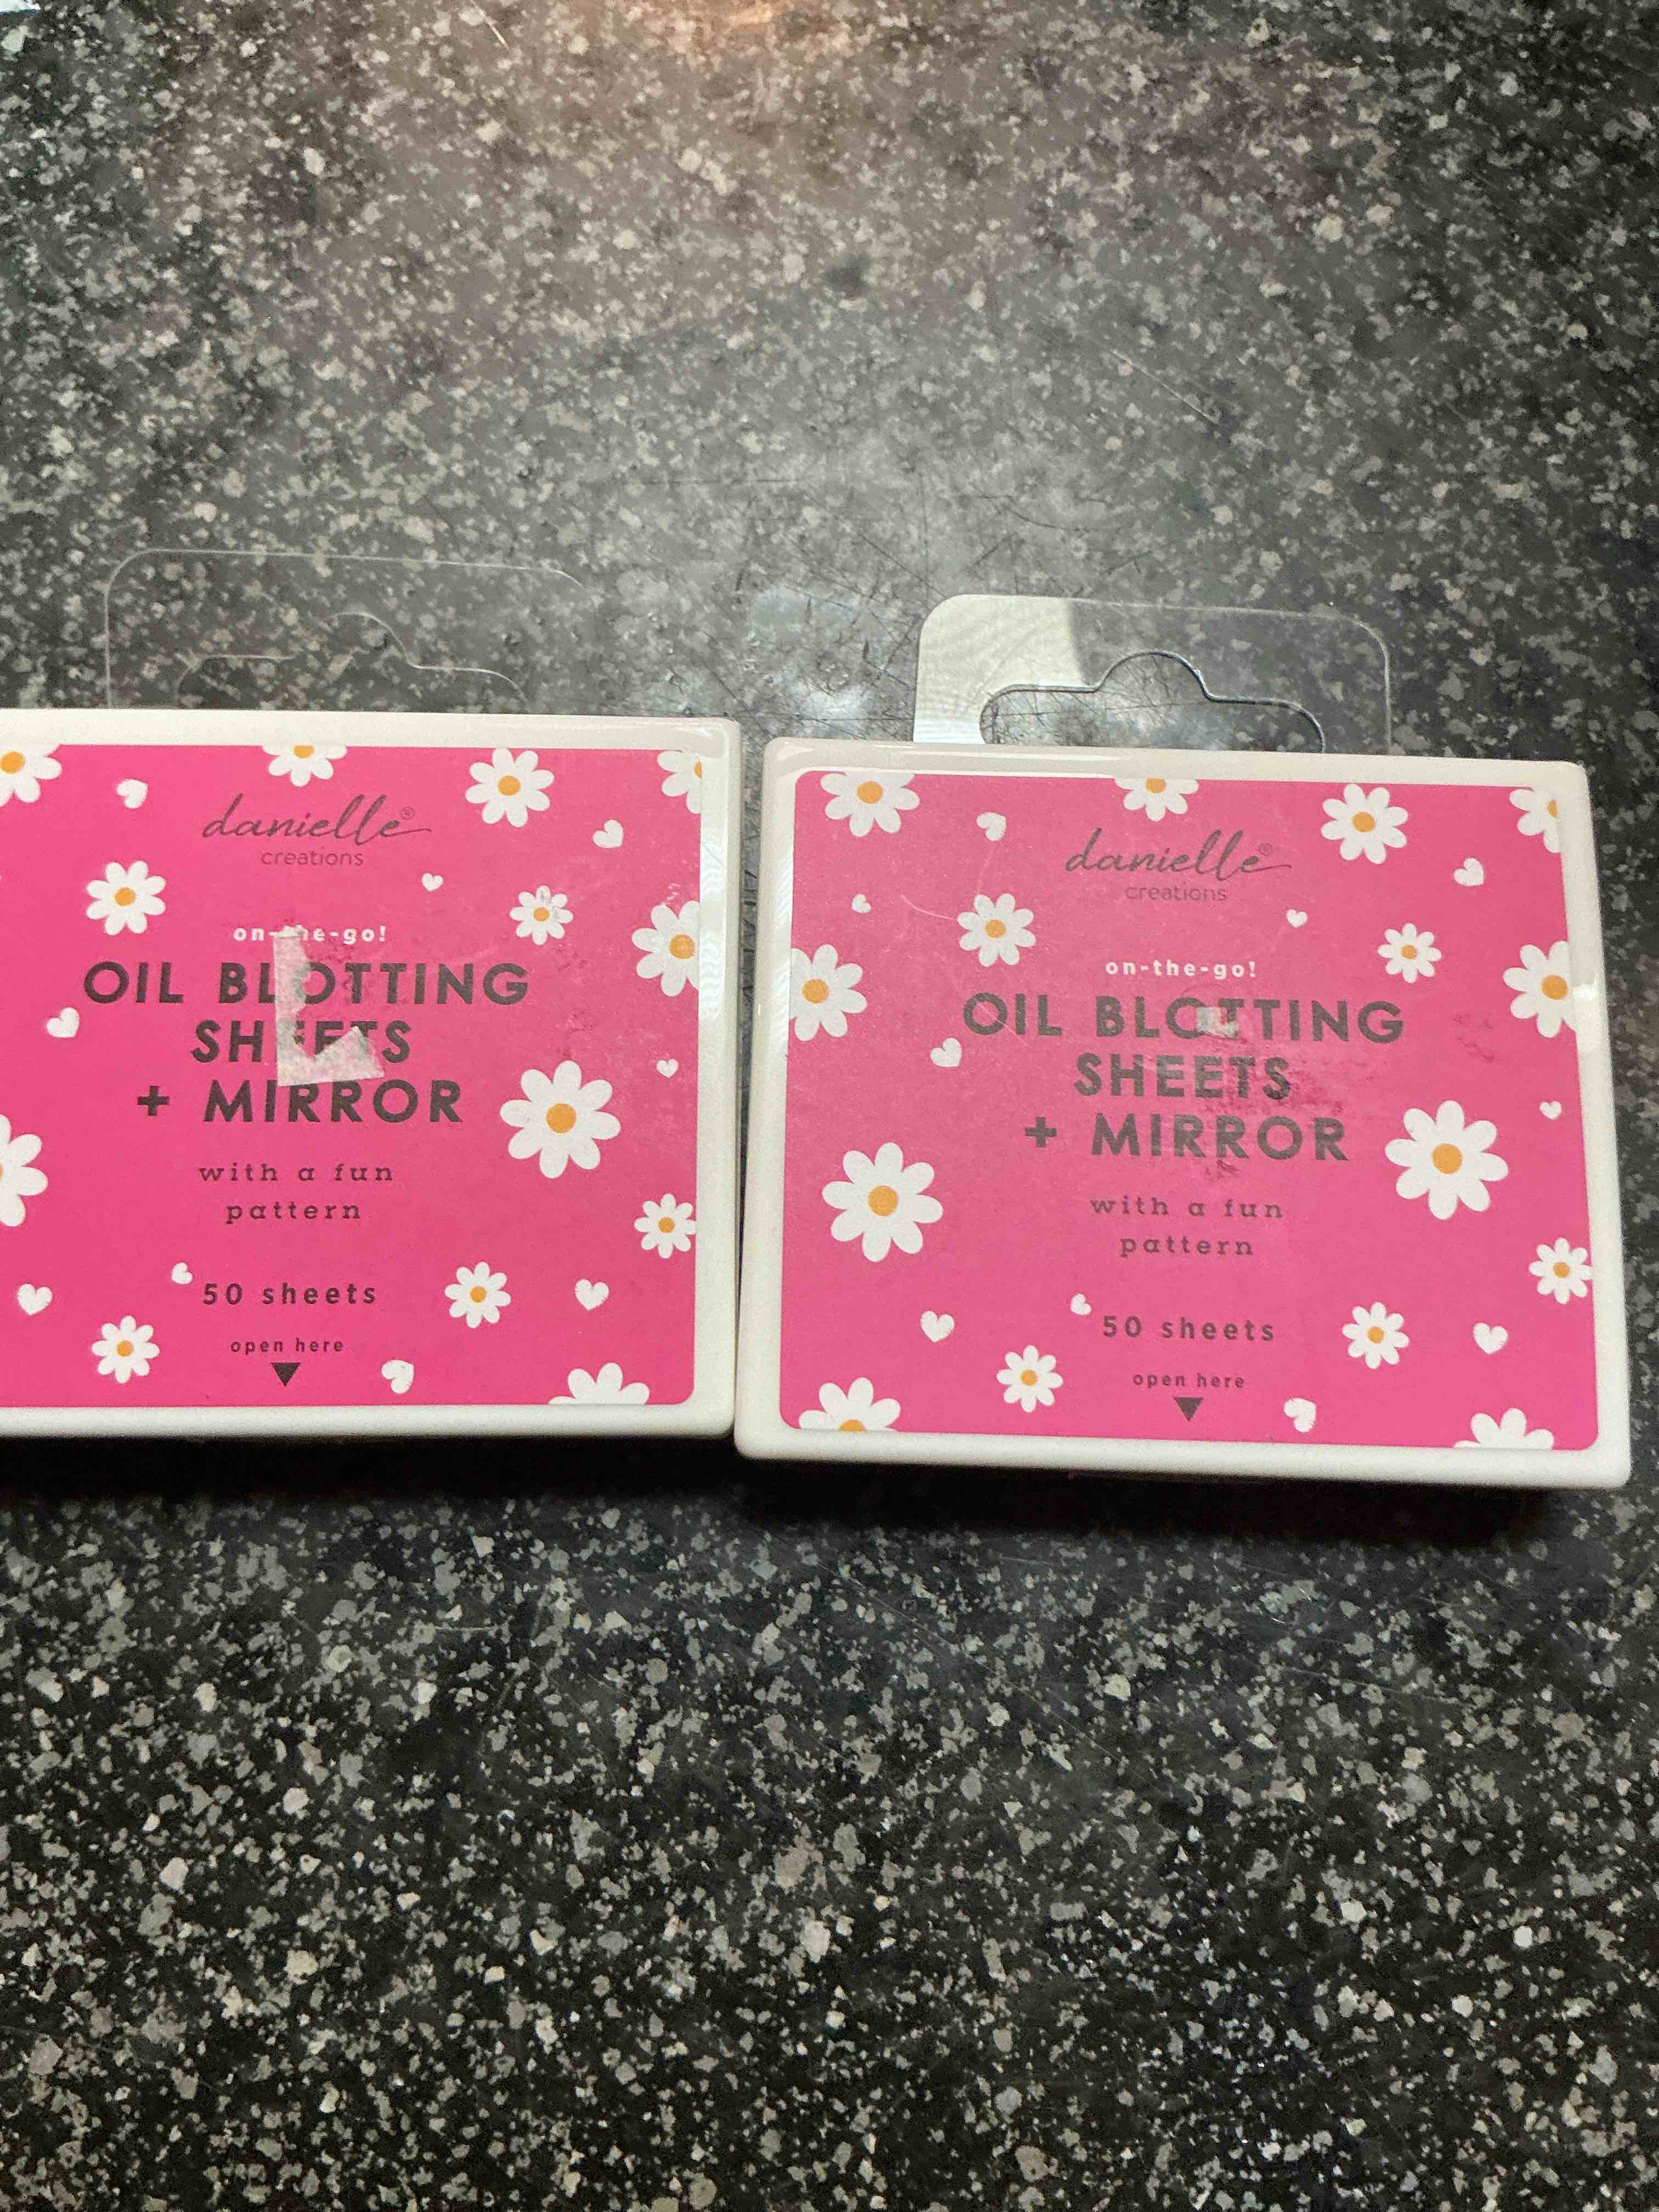 danielle®
creations
on-the-go!
OIL BLOTTING
SHEETS
+ MIRROR
with a fun
pattern
50 sheets
open here
danielle®
creations
on-the-go!
OIL BLOTTING
SHEETS
+ MIRROR
with a fun
pattern
50 sheets
open here